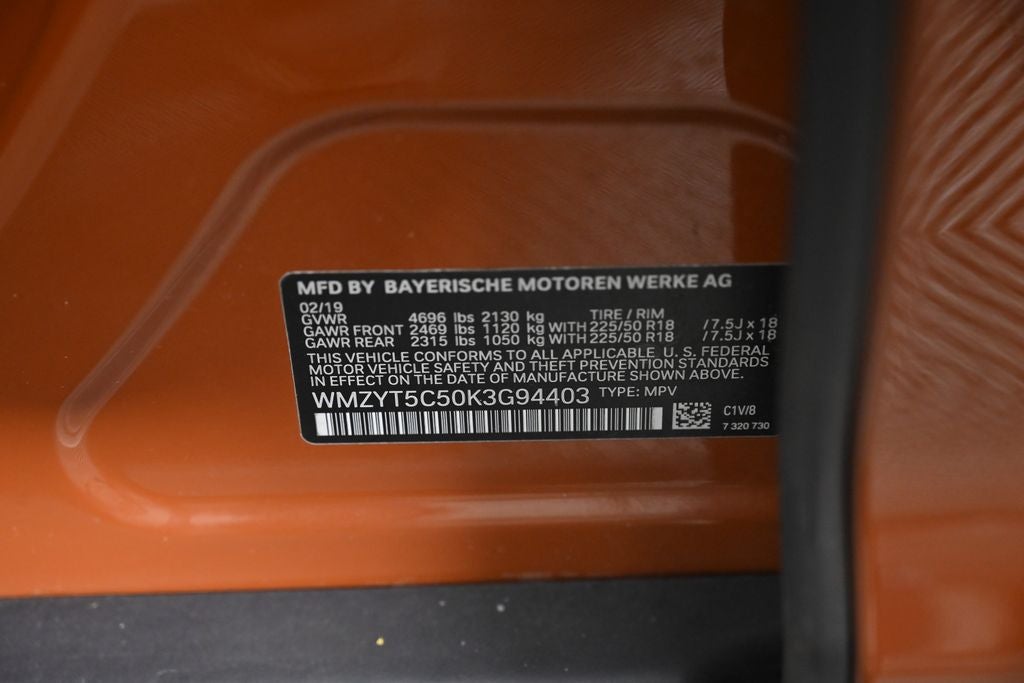 MFD BY BAYERISCHE MOTOREN WERKE AG
02/19
GVWR 4696 lbs 2130 kg TIRE / RIM
GAWR FRONT 2469 lbs 1120 kg WITH 225/50 R18 /7.5J x 18
GAWR REAR 2315 lbs 1050 kg WITH 225/50 R18 /7.5J x 18
THIS VEHICLE CONFORMS TO ALL APPLICABLE U. S. FEDERAL
MOTOR VEHICLE SAFETY AND THEFT PREVENTION STANDARDS
IN EFFECT ON THE DATE OF MANUFACTURE SHOWN ABOVE.
WMZYT5C50K3G94403 TYPE: MPV
C1V/8
7 320 730